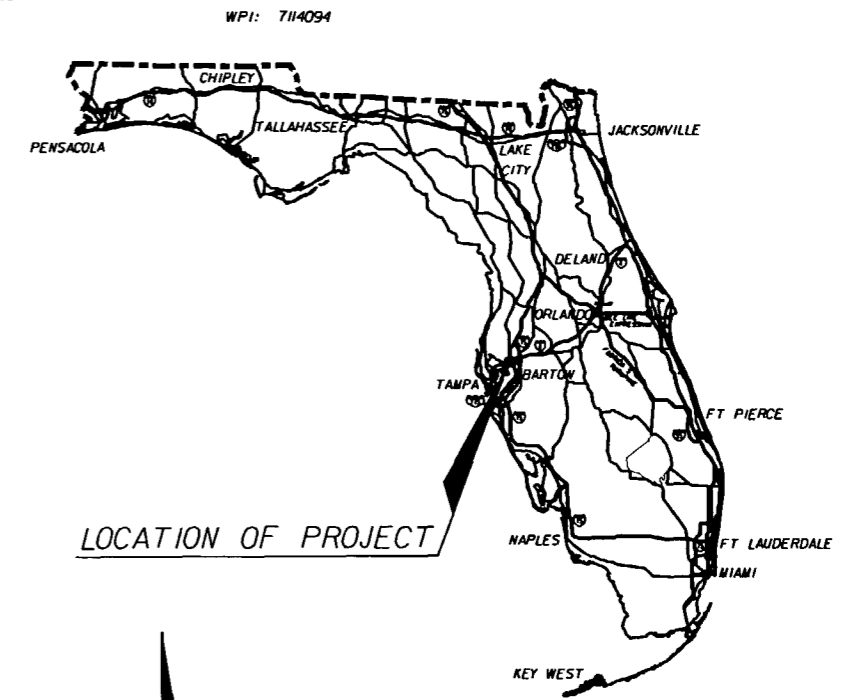 WPI: 7114094
CHIPLEY
TALLAHASSEE
PENSACOLA
JACKSONVILLE
LAKE
CITY
DELAND
ORLANDO
TAMPA
BARTOW
FT PIERCE
LOCATION OF PROJECT
NAPLES
FT LAUDERDALE
MIAMI
KEY WEST